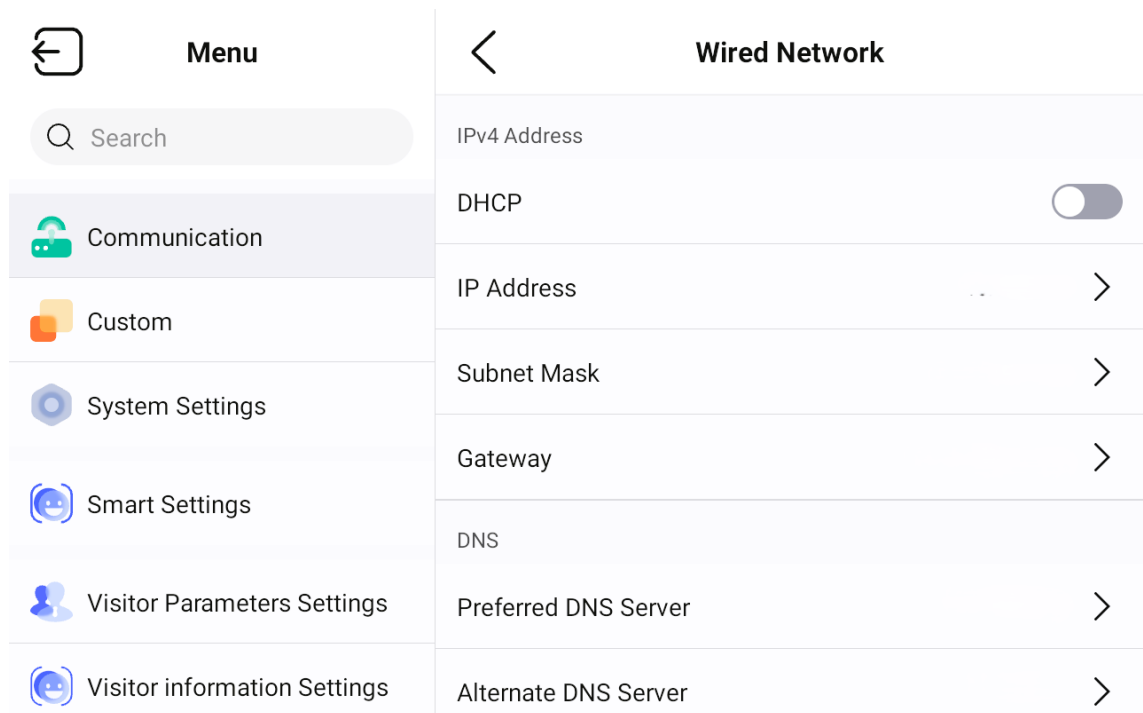 Menu
Search
Communication
Custom
System Settings
Smart Settings
Visitor Parameters Settings
Visitor information Settings
Wired Network
IPv4 Address
DHCP
IP Address
Subnet Mask
Gateway
DNS
Preferred DNS Server
Alternate DNS Server